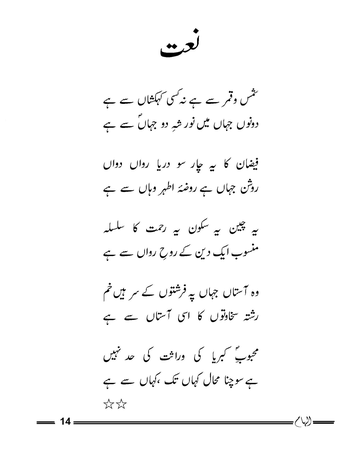 نعت
شمس و قمر سے ہے نہ کسی کہکشاں سے ہے
دونوں جہاں میں نور شہِ دو جہاںؐ سے ہے
فیضان کا یہ چار سو دریا رواں دواں
روشن جہاں ہے روضۂ اطہر وہاں سے ہے
یہ چین یہ سکون یہ رحمت کا سلسلہ
منسوب ایک دین کے روحِ رواں سے ہے
وہ آستاں جہاں پہ فرشتوں کے سر ہیں خم
رشتہ سخاوتوں کا اسی آستاں سے ہے
محبوبِؐ کبریا کی وراثت کی حد نہیں
ہے سوچنا محال کہاں تک ،کہاں سے ہے
☆☆
14 الہام